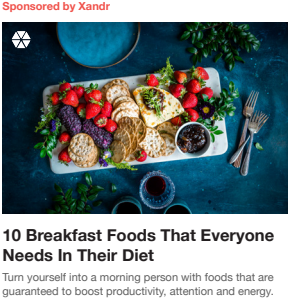 Sponsored by Xandr
10 Breakfast Foods That Everyone
Needs In Their Diet
Turn yourself into a morning person with foods that are
guaranteed to boost productivity, attention and energy.